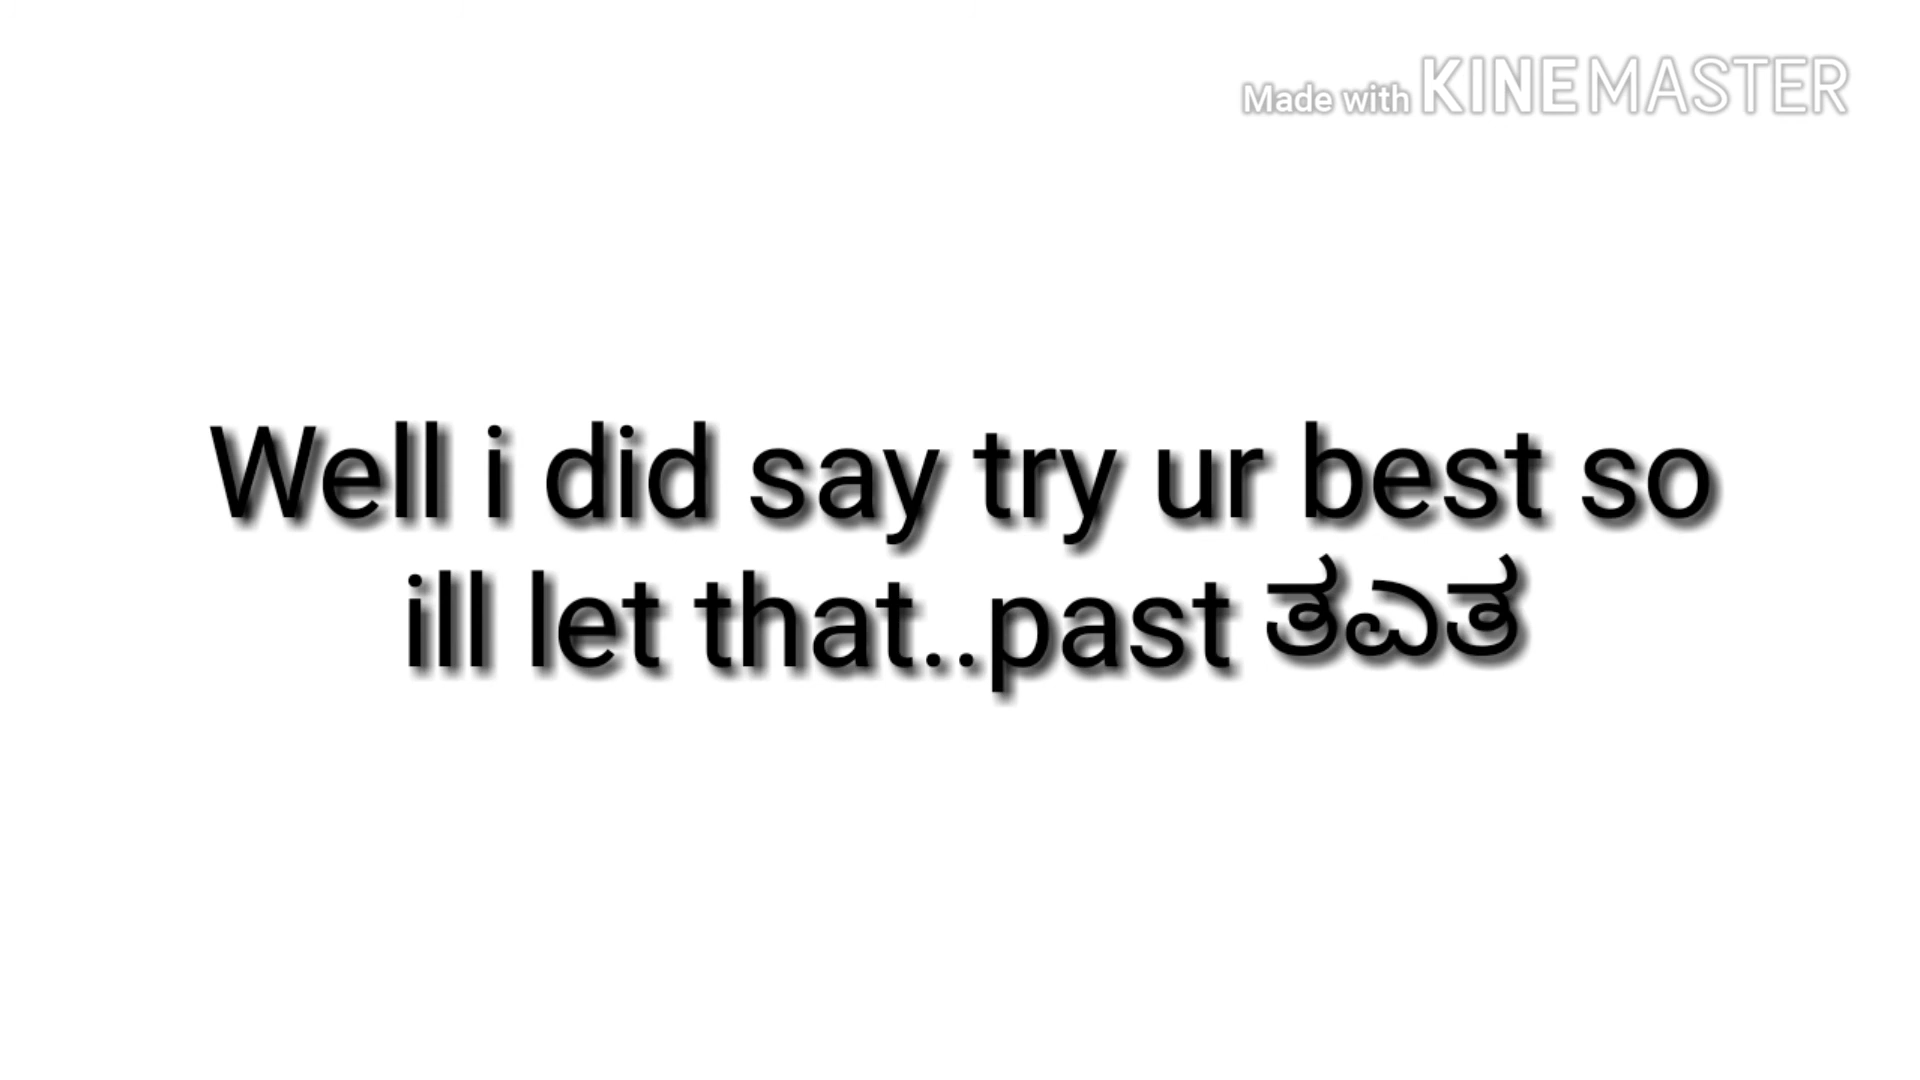 Made with KINEMASTER
Well i did say try ur best so
ill let that..past ತಎತ